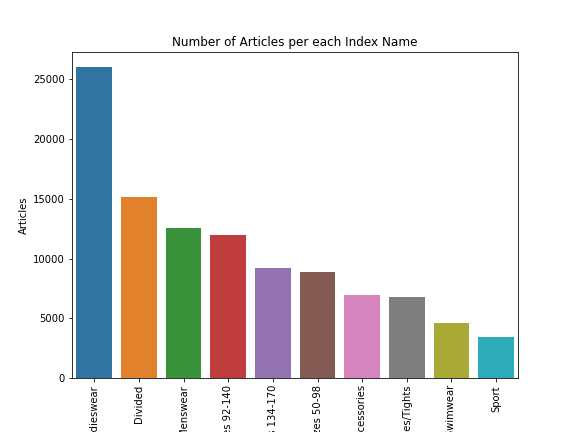 Number of Articles per each Index Name
Articles
25000
20000
15000
10000
5000
0
dieswear
Divided
Menswear
es 92-140
s 134-170
zes 50-98
cessories
es/Tights
wimwear
Sport